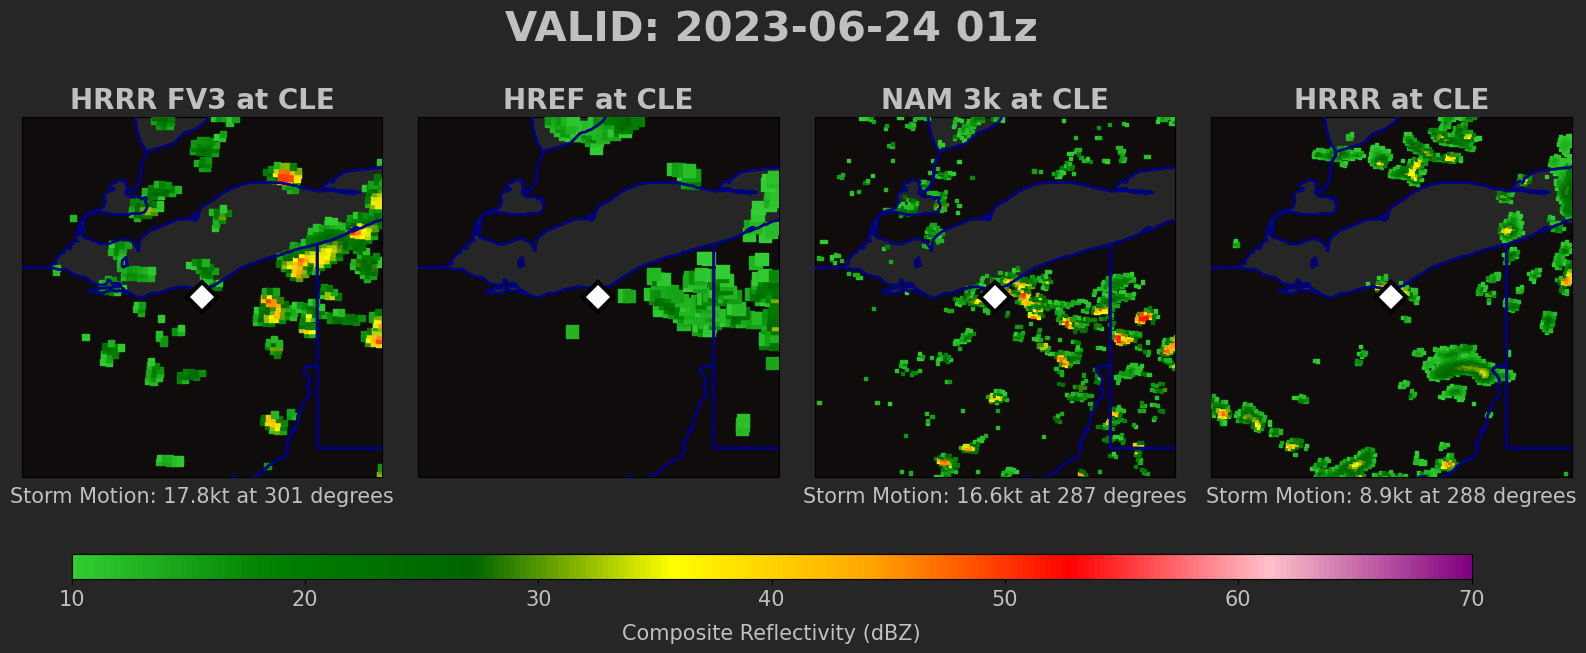 VALID: 2023-06-24 01z
HRRR FV3 at CLE
HREF at CLE
NAM 3k at CLE
HRRR at CLE
Storm Motion: 17.8kt at 301 degrees
Storm Motion: 16.6kt at 287 degrees
Storm Motion: 8.9kt at 288 degrees
10 20 30 40 50 60 70
Composite Reflectivity (dBZ)